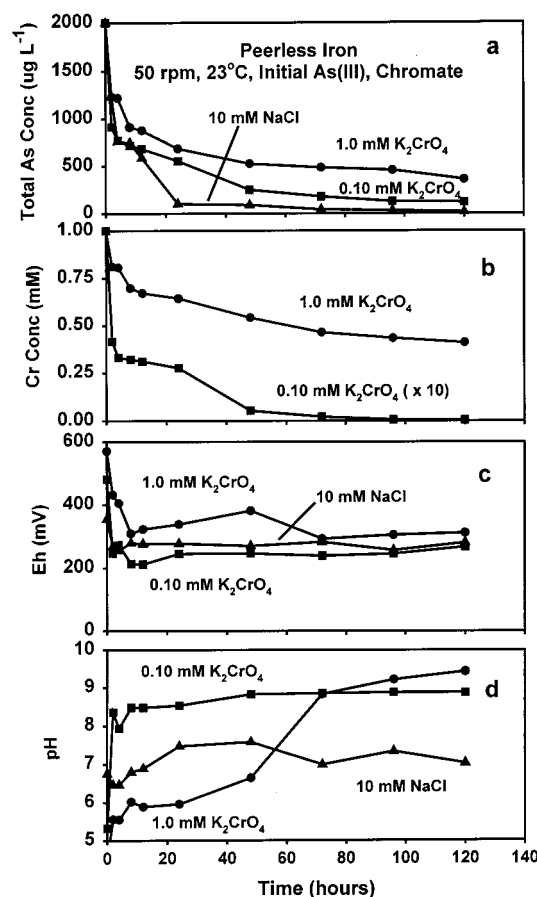 2000
1500
1000
500
0
Total As Conc (ug L-1)
a
Peerless Iron
50 rpm, 23oC, Initial As(III), Chromate
10 mM NaCl
1.0 mM K2CrO4
0.10 mM K2CrO4
1.00
0.75
0.50
0.25
0.00
Cr Conc (mM)
b
1.0 mM K2CrO4
0.10 mM K2CrO4 ( x 10)
600
400
200
0
Eh (mV)
c
1.0 mM K2CrO4
10 mM NaCl
0.10 mM K2CrO4
10
9
8
7
6
5
pH
d
0.10 mM K2CrO4
10 mM NaCl
1.0 mM K2CrO4
0 20 40 60 80 100 120 140
Time (hours)